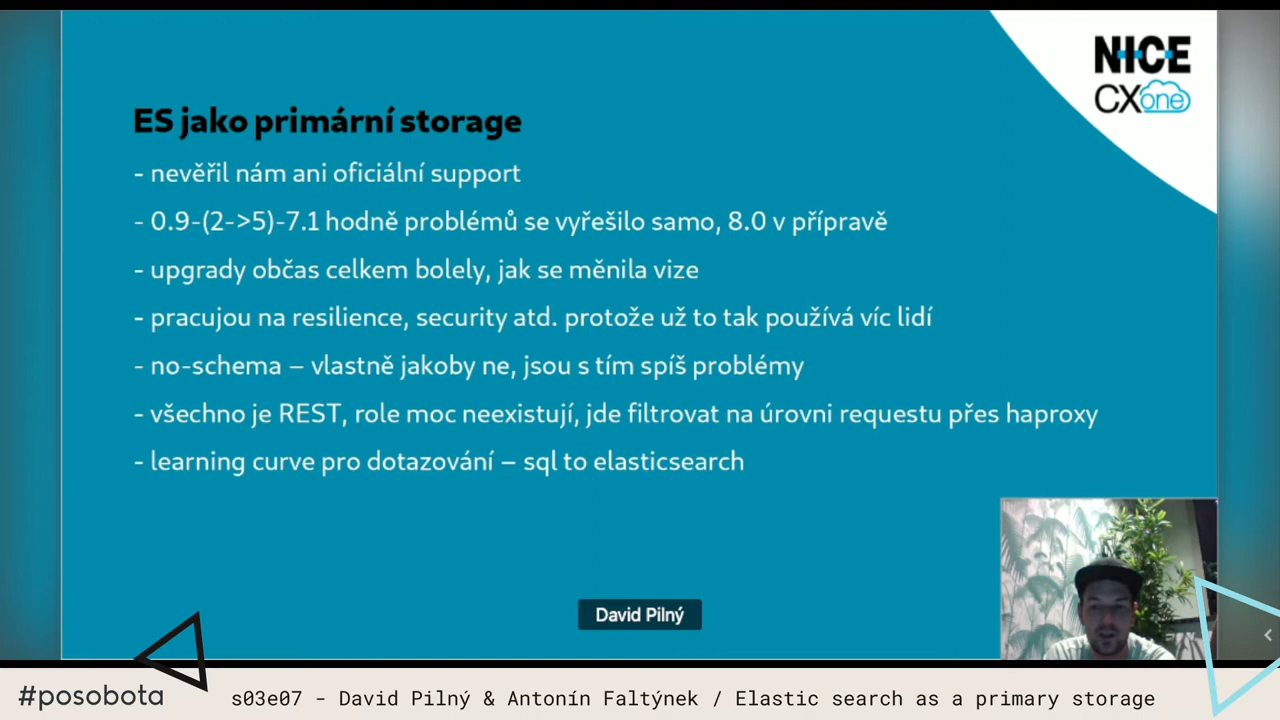 NICE
CXone
ES jako primární storage
- nevěřil nám ani oficiální support
- 0.9-(2->5)-7.1 hodně problémů se vyřešilo samo, 8.0 v přípravě
- upgrady občas celkem bolely, jak se měnila vize
- pracujou na resilience, security atd. protože už to tak používá víc lidí
- no-schema – vlastně jakoby ne, jsou s tím spíš problémy
- všechno je REST, role moc neexistují, jde filtrovat na úrovni requestu přes haproxy
- learning curve pro dotazování – sql to elasticsearch
David Pilný
#posobota
s03e07 - David Pilný & Antonín Faltýnek / Elastic search as a primary storage